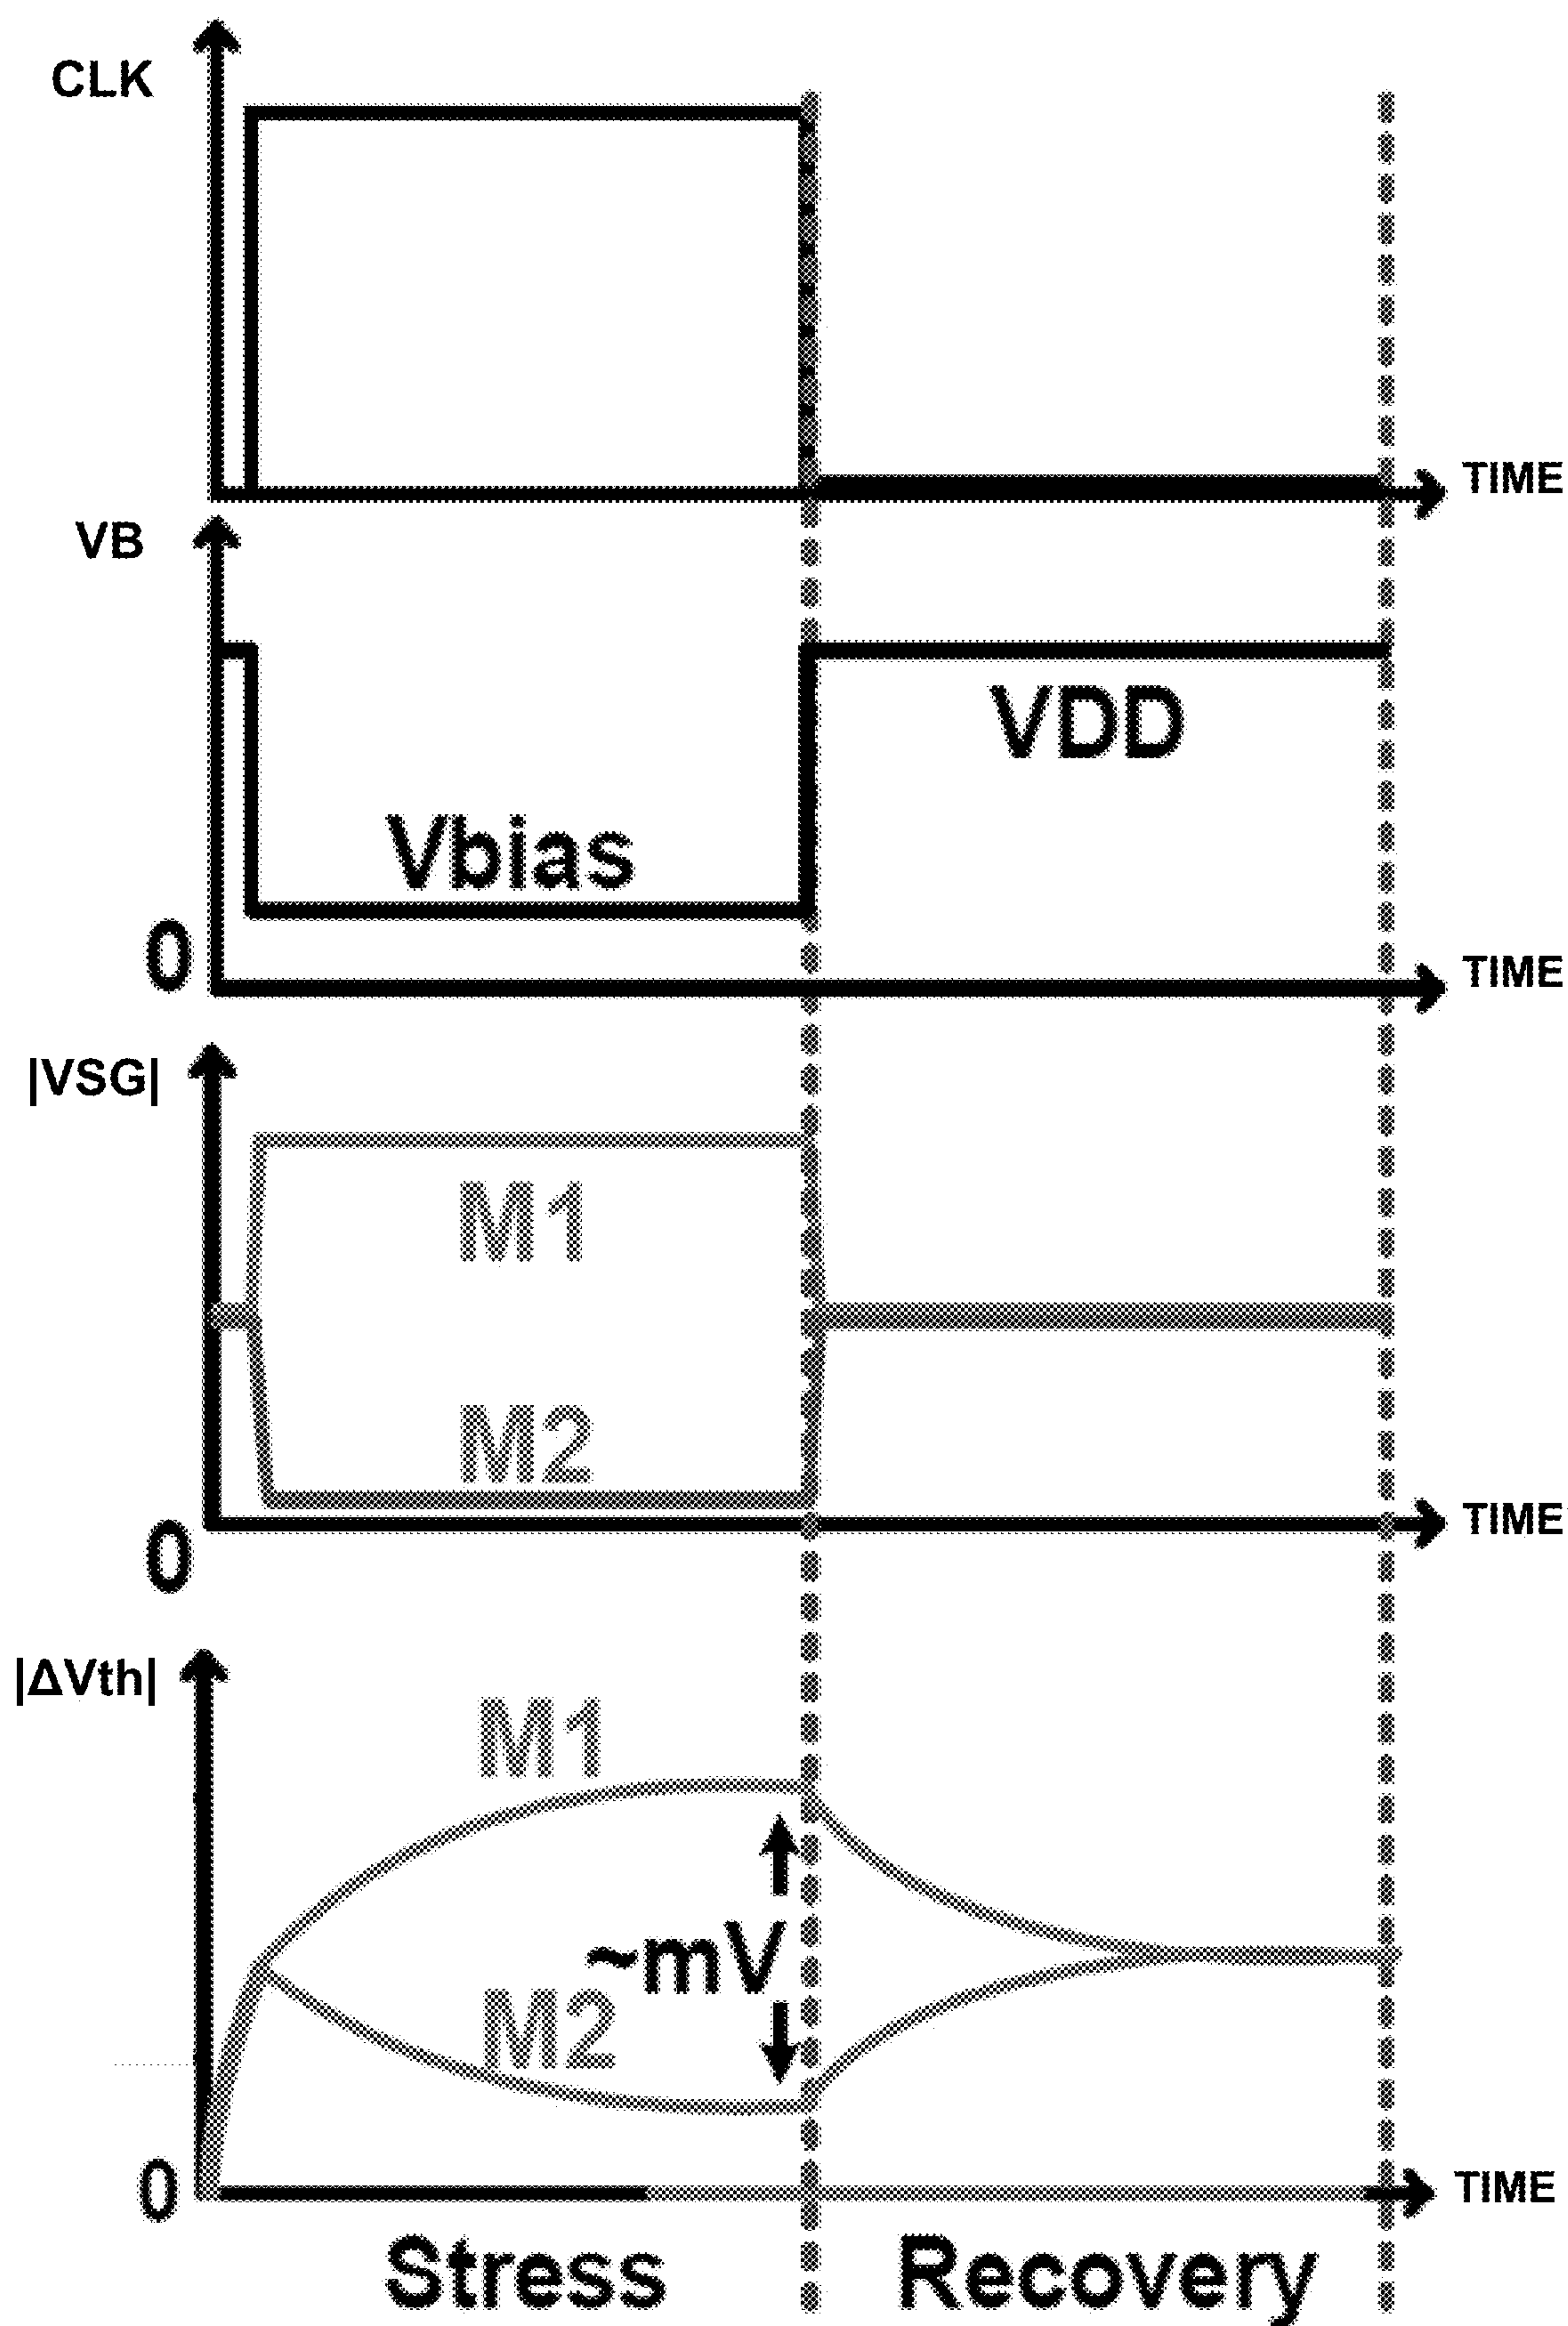 CLK
TIME
VB
VDD
Vbias
0
TIME
|VSG|
M1
M2
TIME
0
|ΔVth|
M1
~mV
M2
0
TIME
Stress
Recovery